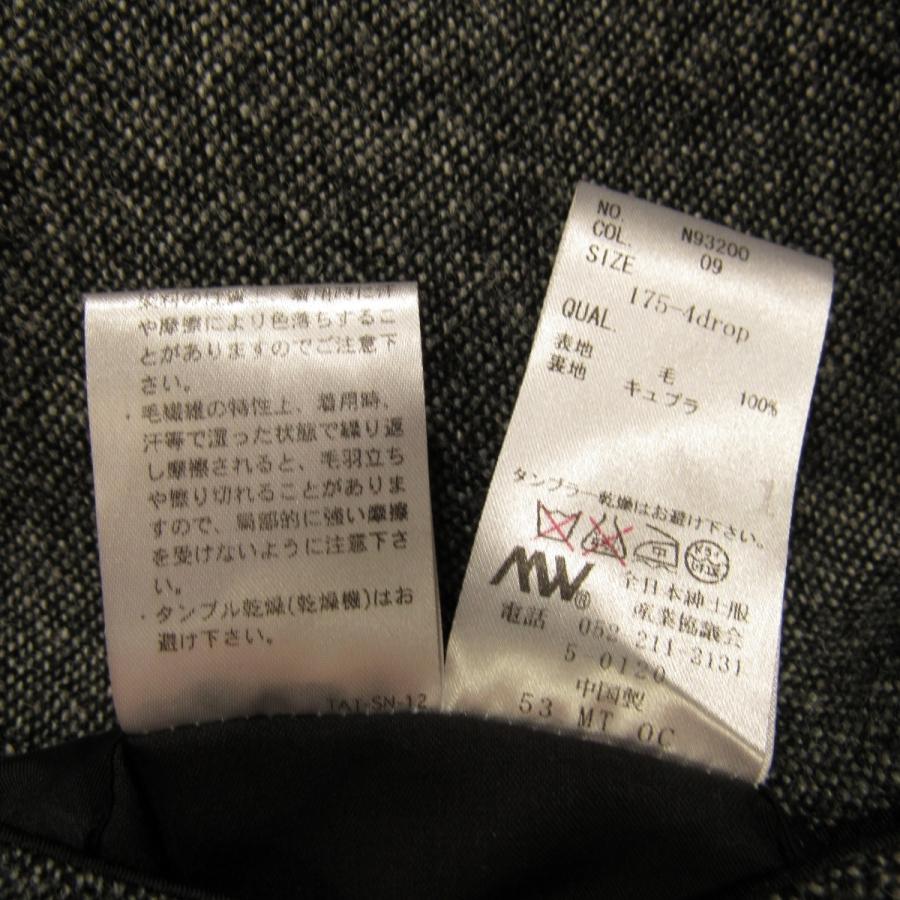 や摩擦により色落ちするこ
とがありますのでご注意下
さい。
・毛繊維の特性上、着用時、
汗等で湿った状態で繰り返
し摩擦されると、毛羽立ち
や擦り切れることがありま
すので、局部的に強い摩擦
を受けないように注意下さ
い。
・タンブル乾燥(乾燥機)はお
避け下さい。
TAI-SN-12
NO. N93200
COL. 09
SIZE 175-4drop
QUAL.
表地 毛 100%
裏地 キュプラ
タンブラー乾燥はお避け下さい。
MW®
全日本紳士服
産業協議会
電話 052-211-2131
5-0120
中国製
53 MT OC